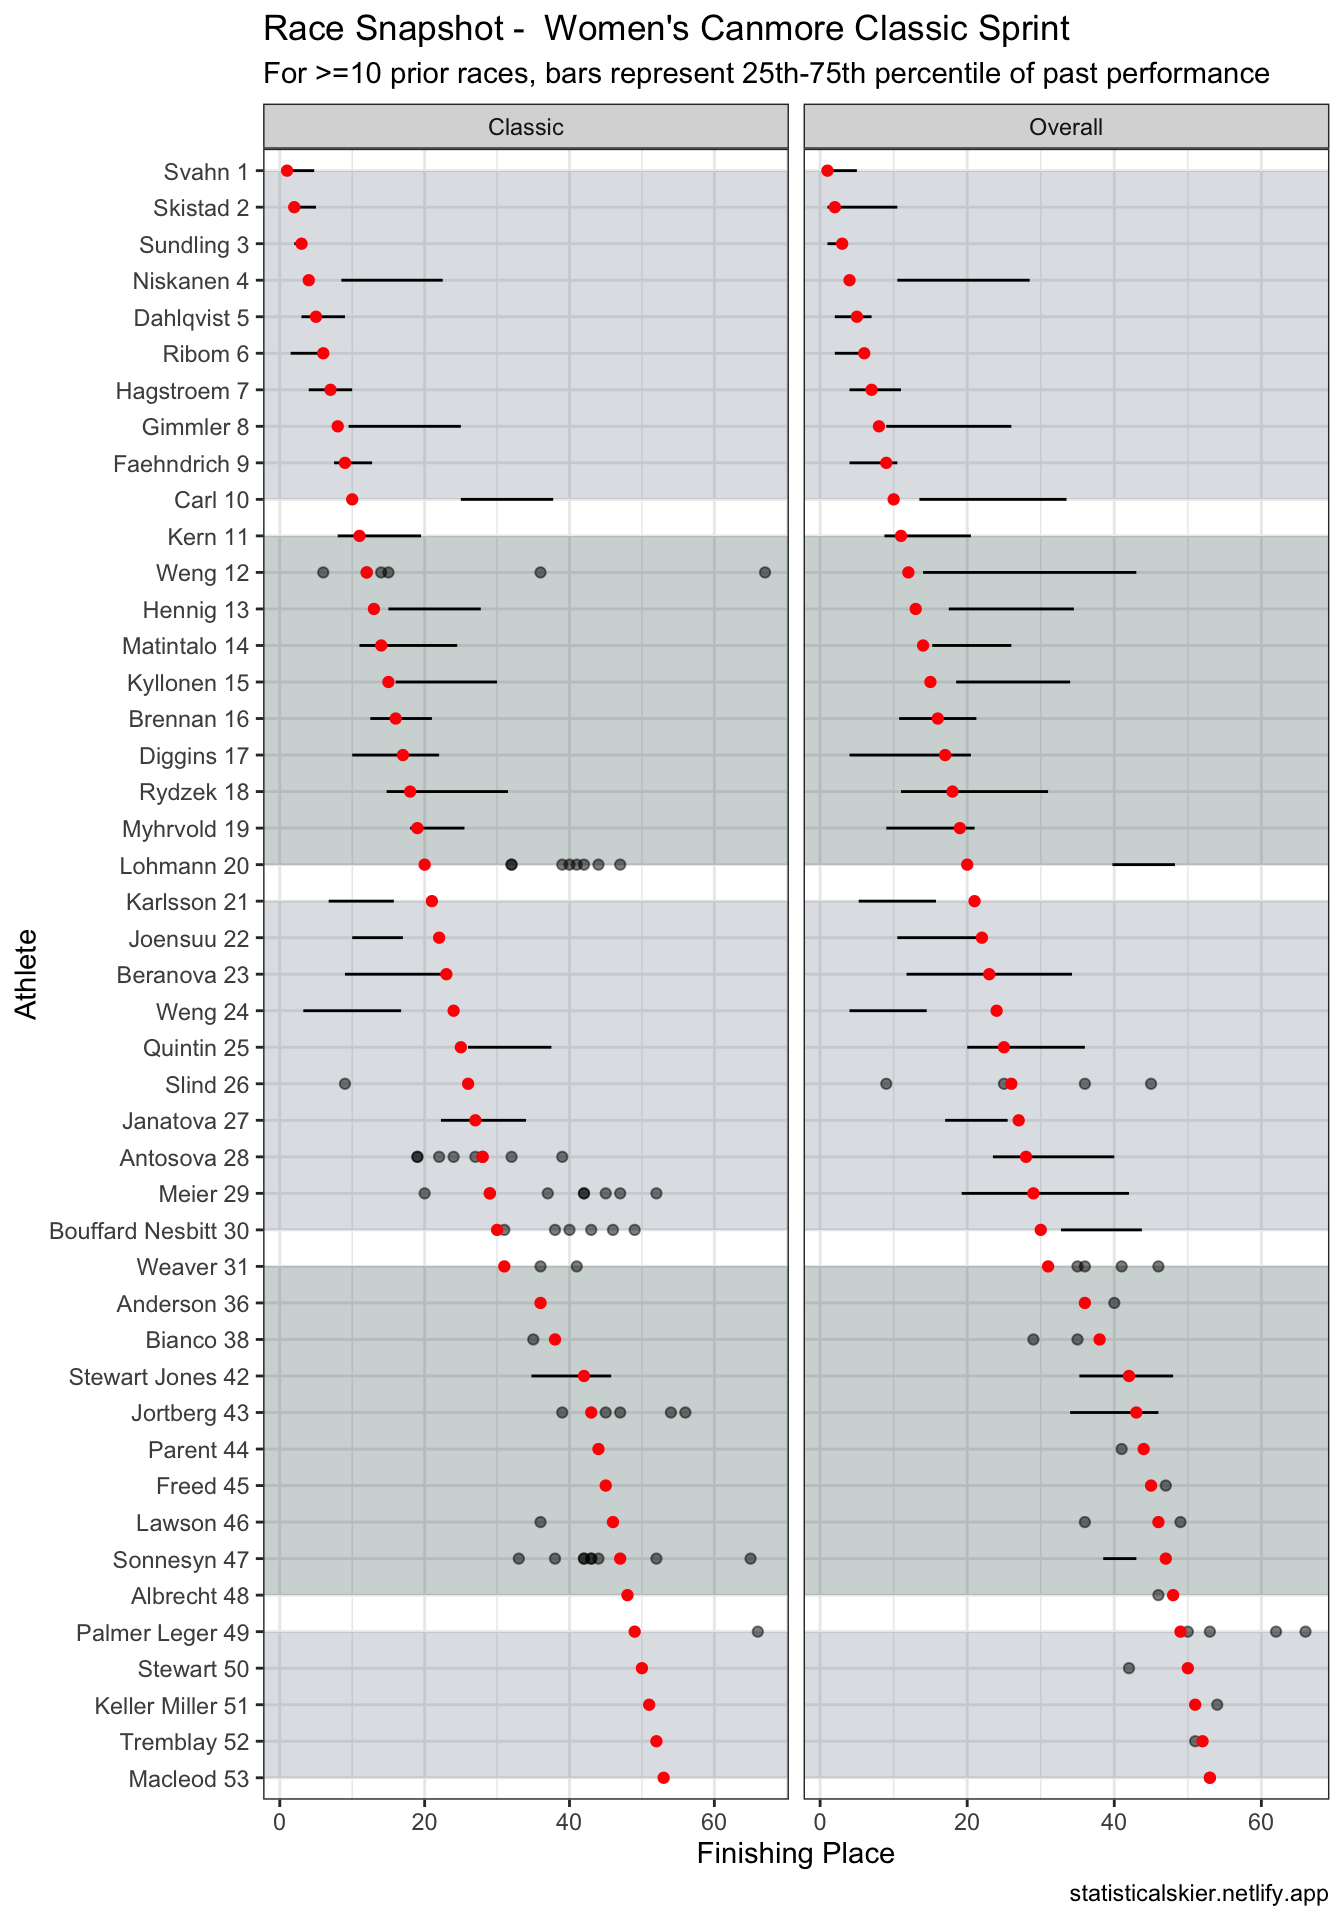 Race Snapshot -  Women's Canmore Classic Sprint
For >=10 prior races, bars represent 25th-75th percentile of past performance
Classic
Overall
Athlete
Svahn 1
Skistad 2
Sundling 3
Niskanen 4
Dahlqvist 5
Ribom 6
Hagstroem 7
Gimmler 8
Faehndrich 9
Carl 10
Kern 11
Weng 12
Hennig 13
Matintalo 14
Kyllonen 15
Brennan 16
Diggins 17
Rydzek 18
Myhrvold 19
Lohmann 20
Karlsson 21
Joensuu 22
Beranova 23
Weng 24
Quintin 25
Slind 26
Janatova 27
Antosova 28
Meier 29
Bouffard Nesbitt 30
Weaver 31
Anderson 36
Bianco 38
Stewart Jones 42
Jortberg 43
Parent 44
Freed 45
Lawson 46
Sonnesyn 47
Albrecht 48
Palmer Leger 49
Stewart 50
Keller Miller 51
Tremblay 52
Macleod 53
0 20 40 60
0 20 40 60
Finishing Place
statisticalskier.netlify.app